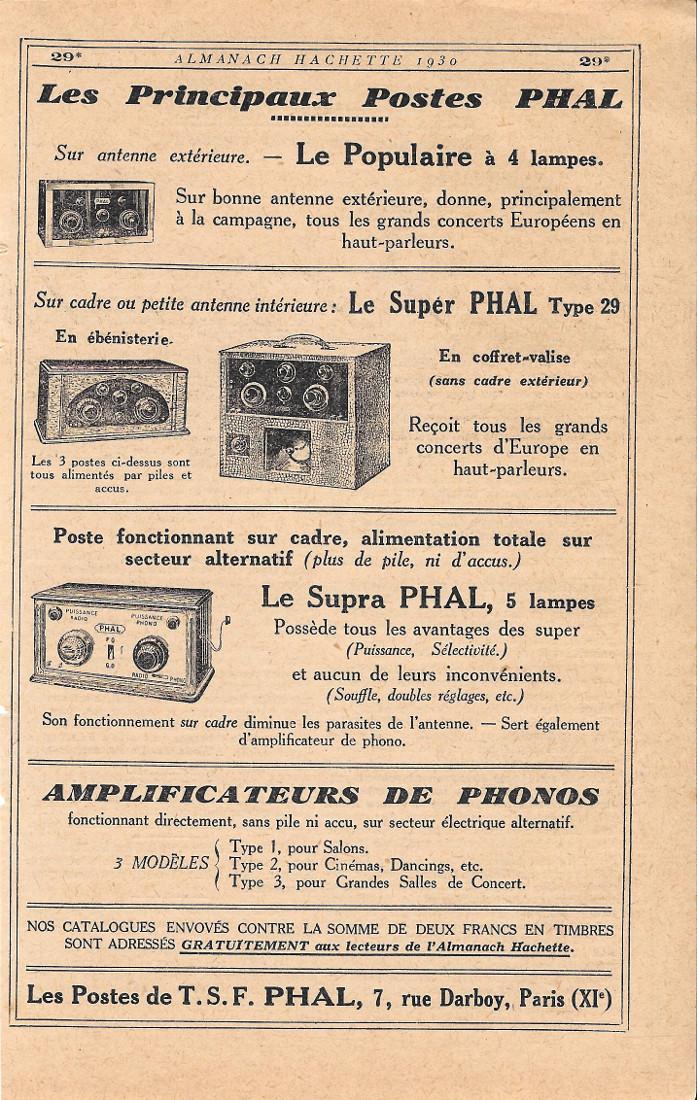 29*
ALMANACH HACHETTE 1930
29*
Les Principaux Postes PHAL
Sur antenne extérieure. — Le Populaire à 4 lampes.
PHAL
Sur bonne antenne extérieure, donne, principalement
à la campagne, tous les grands concerts Européens en
haut-parleurs.
Sur cadre ou petite antenne intérieure : Le Supér PHAL Type 29
En ébénisterie.
En coffret-valise
(sans cadre extérieur)
Reçoit tous les grands
concerts d'Europe en
haut-parleurs.
Les 3 postes ci-dessus sont
tous alimentés par piles et
accus.
Poste fonctionnant sur cadre, alimentation totale sur
secteur alternatif (plus de pile, ni d'accus.)
PUISSANCE
RADIO
PHAL
PUISSANCE
PHONO
P.O
G.O
RADIO
PHONO
Le Supra PHAL, 5 lampes
Possède tous les avantages des super
(Puissance, Sélectivité.)
et aucun de leurs inconvénients.
(Souffle, doubles réglages, etc.)
Son fonctionnement sur cadre diminue les parasites de l'antenne. — Sert également
d'amplificateur de phono.
AMPLIFICATEURS DE PHONOS
fonctionnant directement, sans pile ni accu, sur secteur électrique alternatif.
3 MODÈLES
Type 1, pour Salons.
Type 2, pour Cinémas, Dancings, etc.
Type 3, pour Grandes Salles de Concert.
NOS CATALOGUES ENVOVÉS CONTRE LA SOMME DE DEUX FRANCS EN TIMBRES
SONT ADRESSÉS GRATUITEMENT aux lecteurs de l'Almanach Hachette.
Les Postes de T.S.F. PHAL, 7, rue Darboy, Paris (XIe)